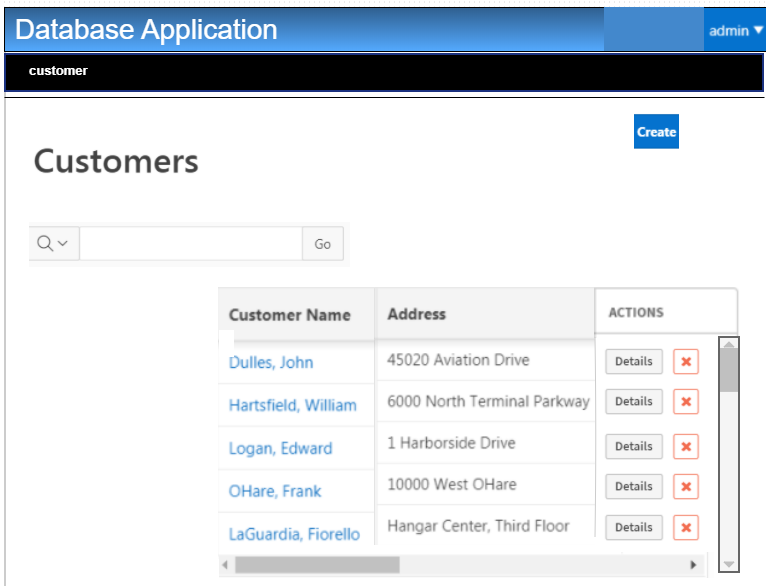 Database Application
admin
customer
Create
Customers
Go
Customer Name Address ACTIONS
Dulles, John 45020 Aviation Drive Details
Hartsfield, William 6000 North Terminal Parkway Details
Logan, Edward 1 Harborside Drive Details
OHare, Frank 10000 West OHare Details
LaGuardia, Fiorello Hangar Center, Third Floor Details